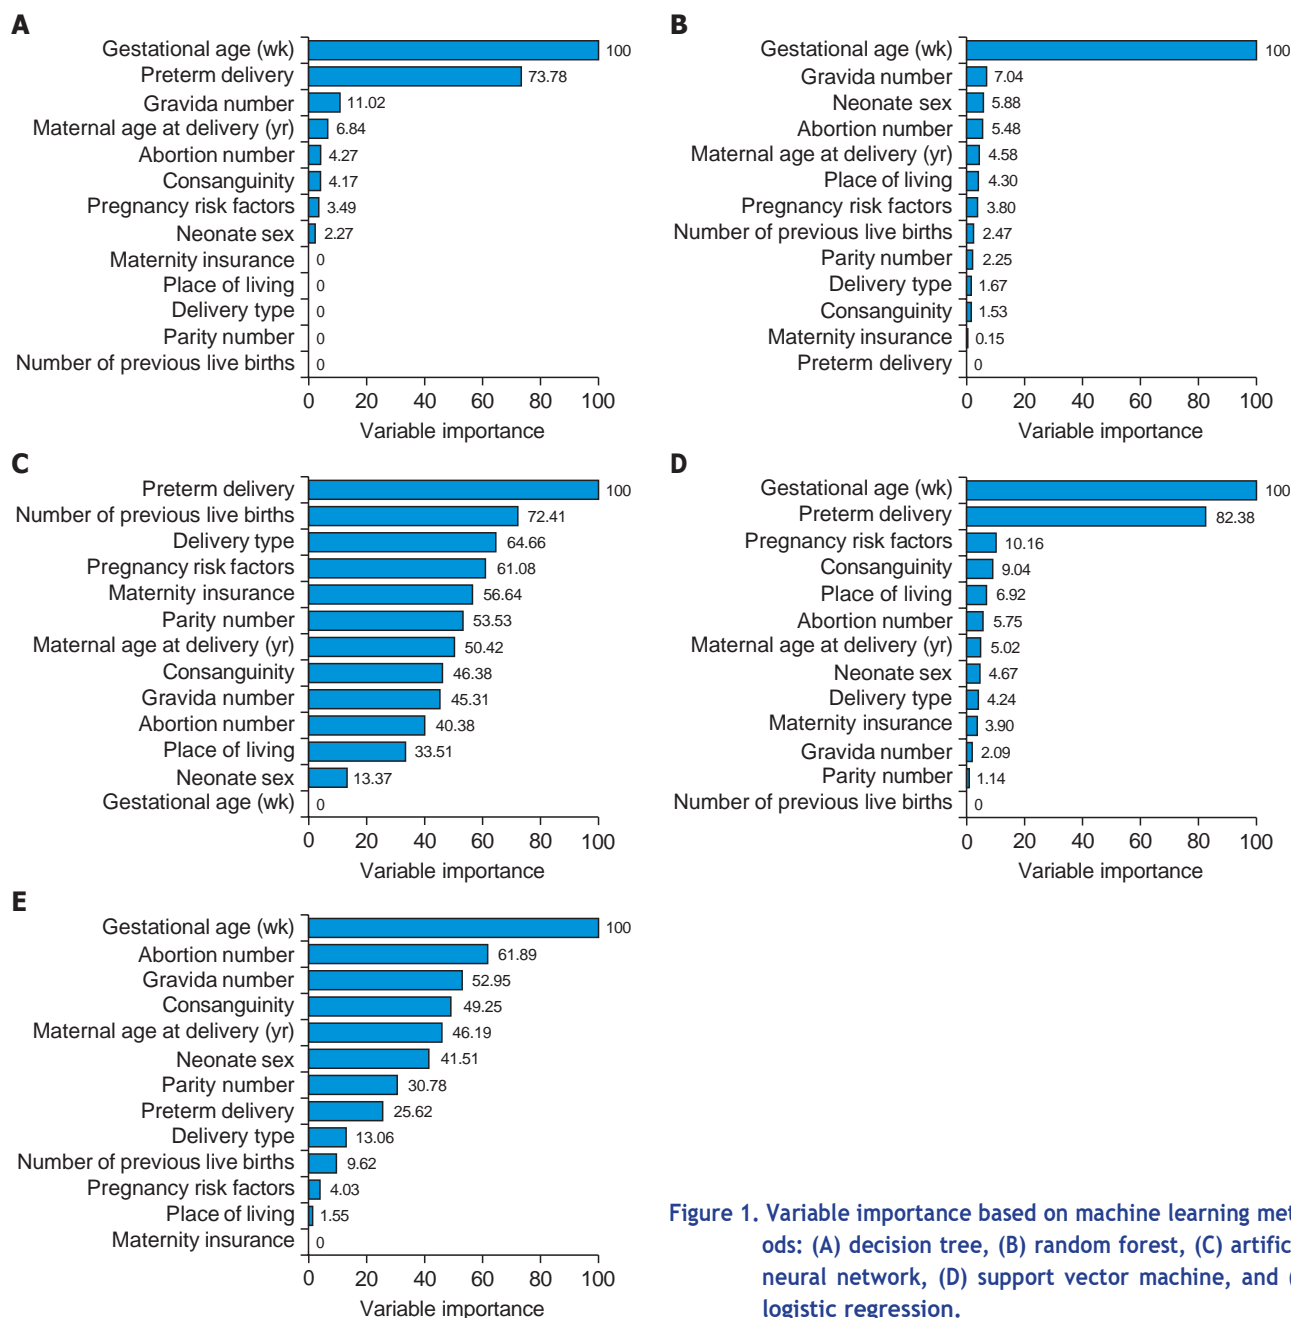 A
Gestational age (wk) 100
Preterm delivery 73.78
Gravida number 11.02
Maternal age at delivery (yr) 6.84
Abortion number 4.27
Consanguinity 4.17
Pregnancy risk factors 3.49
Neonate sex 2.27
Maternity insurance 0
Place of living 0
Delivery type 0
Parity number 0
Number of previous live births 0
0 20 40 60 80 100
Variable importance
B
Gestational age (wk) 100
Gravida number 7.04
Neonate sex 5.88
Abortion number 5.48
Maternal age at delivery (yr) 4.58
Place of living 4.30
Pregnancy risk factors 3.80
Number of previous live births 2.47
Parity number 2.25
Delivery type 1.67
Consanguinity 1.53
Maternity insurance 0.15
Preterm delivery 0
0 20 40 60 80 100
Variable importance
C
Preterm delivery 100
Number of previous live births 72.41
Delivery type 64.66
Pregnancy risk factors 61.08
Maternity insurance 56.64
Parity number 53.53
Maternal age at delivery (yr) 50.42
Consanguinity 46.38
Gravida number 45.31
Abortion number 40.38
Place of living 33.51
Neonate sex 13.37
Gestational age (wk) 0
0 20 40 60 80 100
Variable importance
D
Gestational age (wk) 100
Preterm delivery 82.38
Pregnancy risk factors 10.16
Consanguinity 9.04
Place of living 6.92
Abortion number 5.75
Maternal age at delivery (yr) 5.02
Neonate sex 4.67
Delivery type 4.24
Maternity insurance 3.90
Gravida number 2.09
Parity number 1.14
Number of previous live births 0
0 20 40 60 80 100
Variable importance
E
Gestational age (wk) 100
Abortion number 61.89
Gravida number 52.95
Consanguinity 49.25
Maternal age at delivery (yr) 46.19
Neonate sex 41.51
Parity number 30.78
Preterm delivery 25.62
Delivery type 13.06
Number of previous live births 9.62
Pregnancy risk factors 4.03
Place of living 1.55
Maternity insurance 0
0 20 40 60 80 100
Variable importance
Figure 1. Variable importance based on machine learning met
ods: (A) decision tree, (B) random forest, (C) artific
neural network, (D) support vector machine, and (
logistic regression.